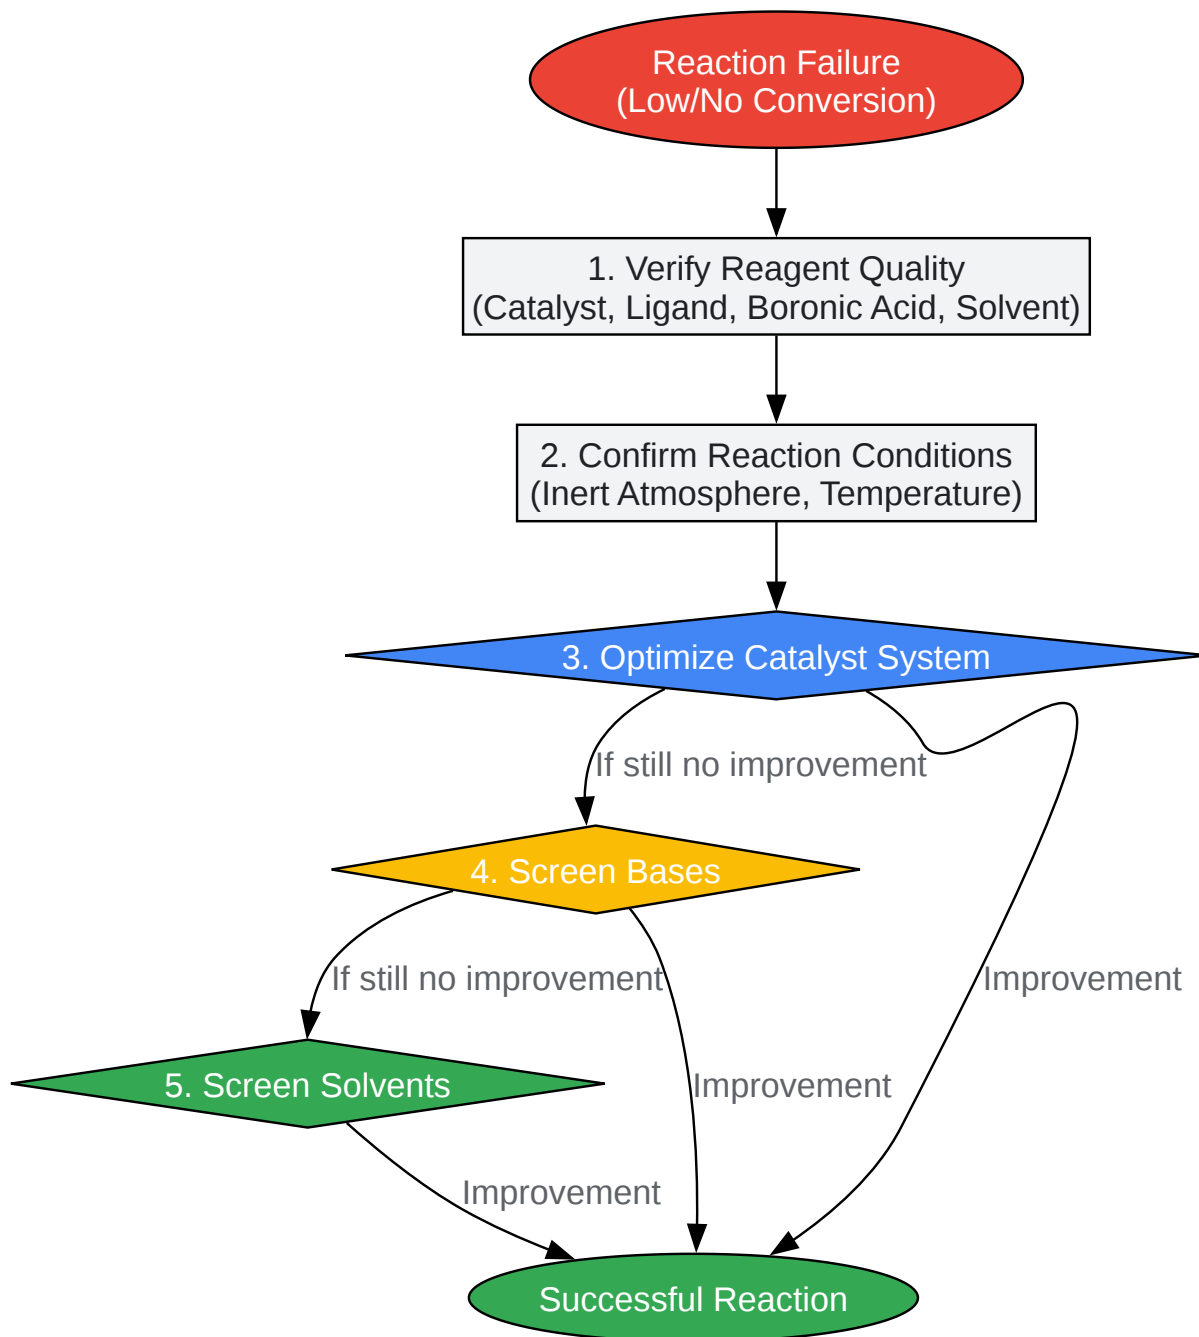 Reaction Failure
(Low/No Conversion)
1. Verify Reagent Quality
(Catalyst, Ligand, Boronic Acid, Solvent)
2. Confirm Reaction Conditions
(Inert Atmosphere, Temperature)
3. Optimize Catalyst System
If still no improvement
4. Screen Bases
If still no improvement
Improvement
5. Screen Solvents
Improvement
Improvement
Successful Reaction